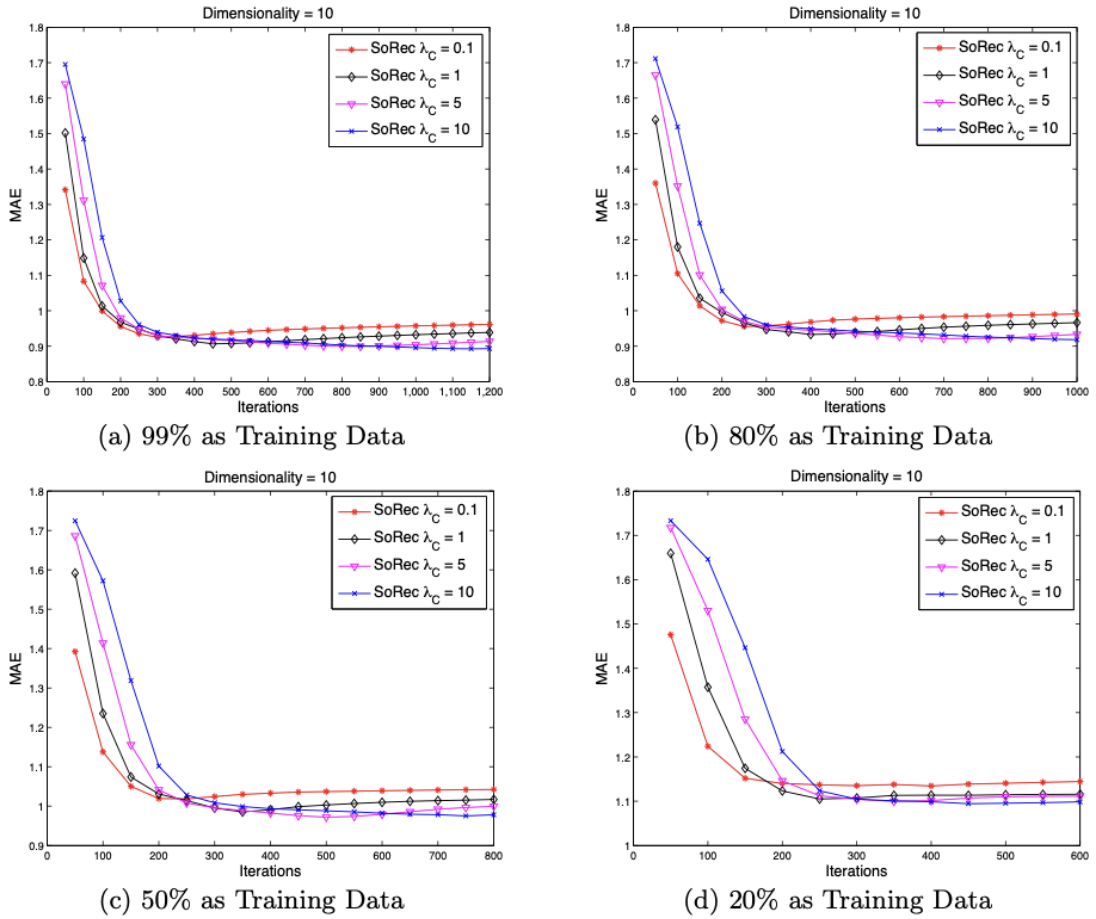 Dimensionality = 10
1.8
1.7
1.6
1.5
1.4
1.3
1.2
1.1
1
0.9
0.8
MAE
SoRec λC = 0.1
SoRec λC = 1
SoRec λC = 5
SoRec λC = 10
0 100 200 300 400 500 600 700 800 900 1000 1,100 1,200
Iterations
(a) 99% as Training Data
Dimensionality = 10
1.8
1.7
1.6
1.5
1.4
1.3
1.2
1.1
1
0.9
0.8
MAE
SoRec λC = 0.1
SoRec λC = 1
SoRec λC = 5
SoRec λC = 10
0 100 200 300 400 500 600 700 800 900 1000
Iterations
(b) 80% as Training Data
Dimensionality = 10
1.8
1.7
1.6
1.5
1.4
1.3
1.2
1.1
1
0.9
MAE
SoRec λC = 0.1
SoRec λC = 1
SoRec λC = 5
SoRec λC = 10
0 100 200 300 400 500 600 700 800
Iterations
(c) 50% as Training Data
Dimensionality = 10
1.8
1.7
1.6
1.5
1.4
1.3
1.2
1.1
1
MAE
SoRec λC = 0.1
SoRec λC = 1
SoRec λC = 5
SoRec λC = 10
0 100 200 300 400 500 600
Iterations
(d) 20% as Training Data